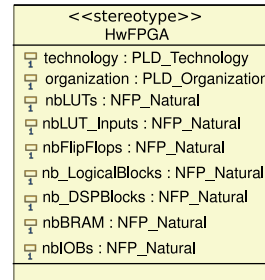 <<stereotype>>
HwFPGA
technology : PLD_Technology
organization : PLD_Organization
nbLUTs : NFP_Natural
nbLUT_Inputs : NFP_Natural
nbFlipFlops : NFP_Natural
nb_LogicalBlocks : NFP_Natural
nb_DSPBlocks : NFP_Natural
nbBRAM : NFP_Natural
nbIOBs : NFP_Natural